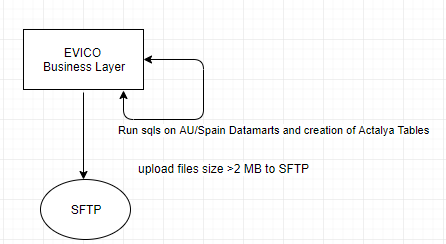 EVICO
Business Layer
Run sqls on AU/Spain Datamarts and creation of Actalya Tables
upload files size >2 MB to SFTP
SFTP